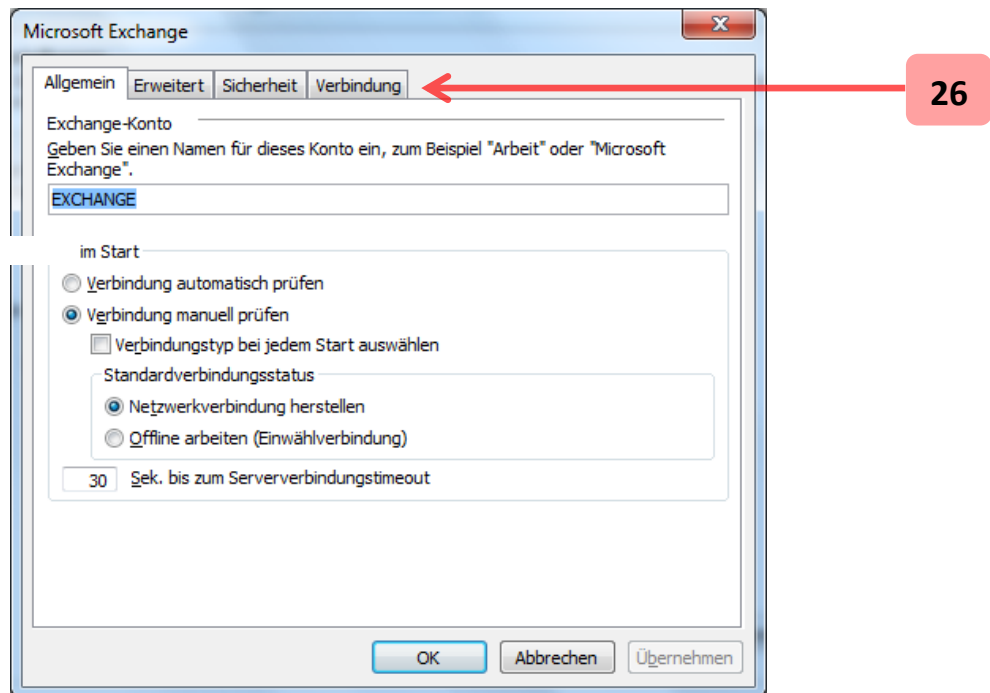 Microsoft Exchange
Allgemein Erweitert Sicherheit Verbindung
26
Exchange-Konto
Geben Sie einen Namen für dieses Konto ein, zum Beispiel "Arbeit" oder "Microsoft
Exchange".
EXCHANGE
im Start
Verbindung automatisch prüfen
Verbindung manuell prüfen
Verbindungstyp bei jedem Start auswählen
Standardverbindungsstatus
Netzwerkverbindung herstellen
Offline arbeiten (Einwählverbindung)
30 Sek. bis zum Serververbindungstimeout
OK Abbrechen Übernehmen